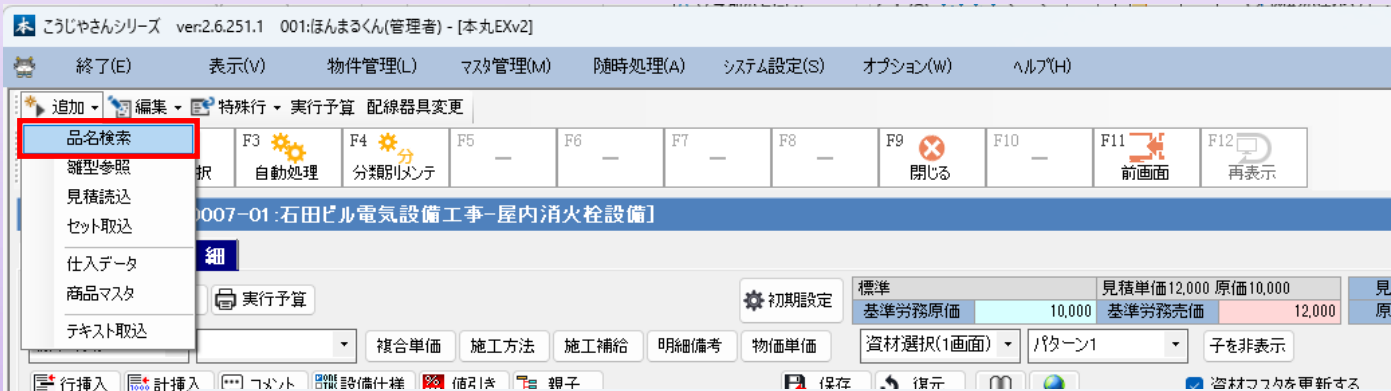 こうじやさんシリーズ ver:2.6.251.1 001:ほんまるくん(管理者) - [本丸EXv2]
終了(E) 表示(V) 物件管理(L) マスタ管理(M) 随時処理(A) システム設定(S) オプション(W) ヘルプ(H)
追加 編集 特殊行 実行予算 配線器具変更
品名検索
雛型参照
見積読込
セット取込
仕入データ
商品マスタ
テキスト取込
択 F3 自動処理 F4 分類別メンテ F5 F6 F7 F8 F9 閉じる F10 F11 前画面 F12 再表示
0007-01:石田ビル電気設備工事-屋内消火栓設備]
細
実行予算 初期設定 標準 見積単価12,000 原価10,000 見
基準労務原価 10,000 基準労務売価 12,000 原
複合単価 施工方法 施工補給 明細備考 物価単価 資材選択(1画面) パターン1 子を非表示
行挿入 計挿入 コメント 設備仕様 値引き 親子 保存 復元 資材マスタを更新する